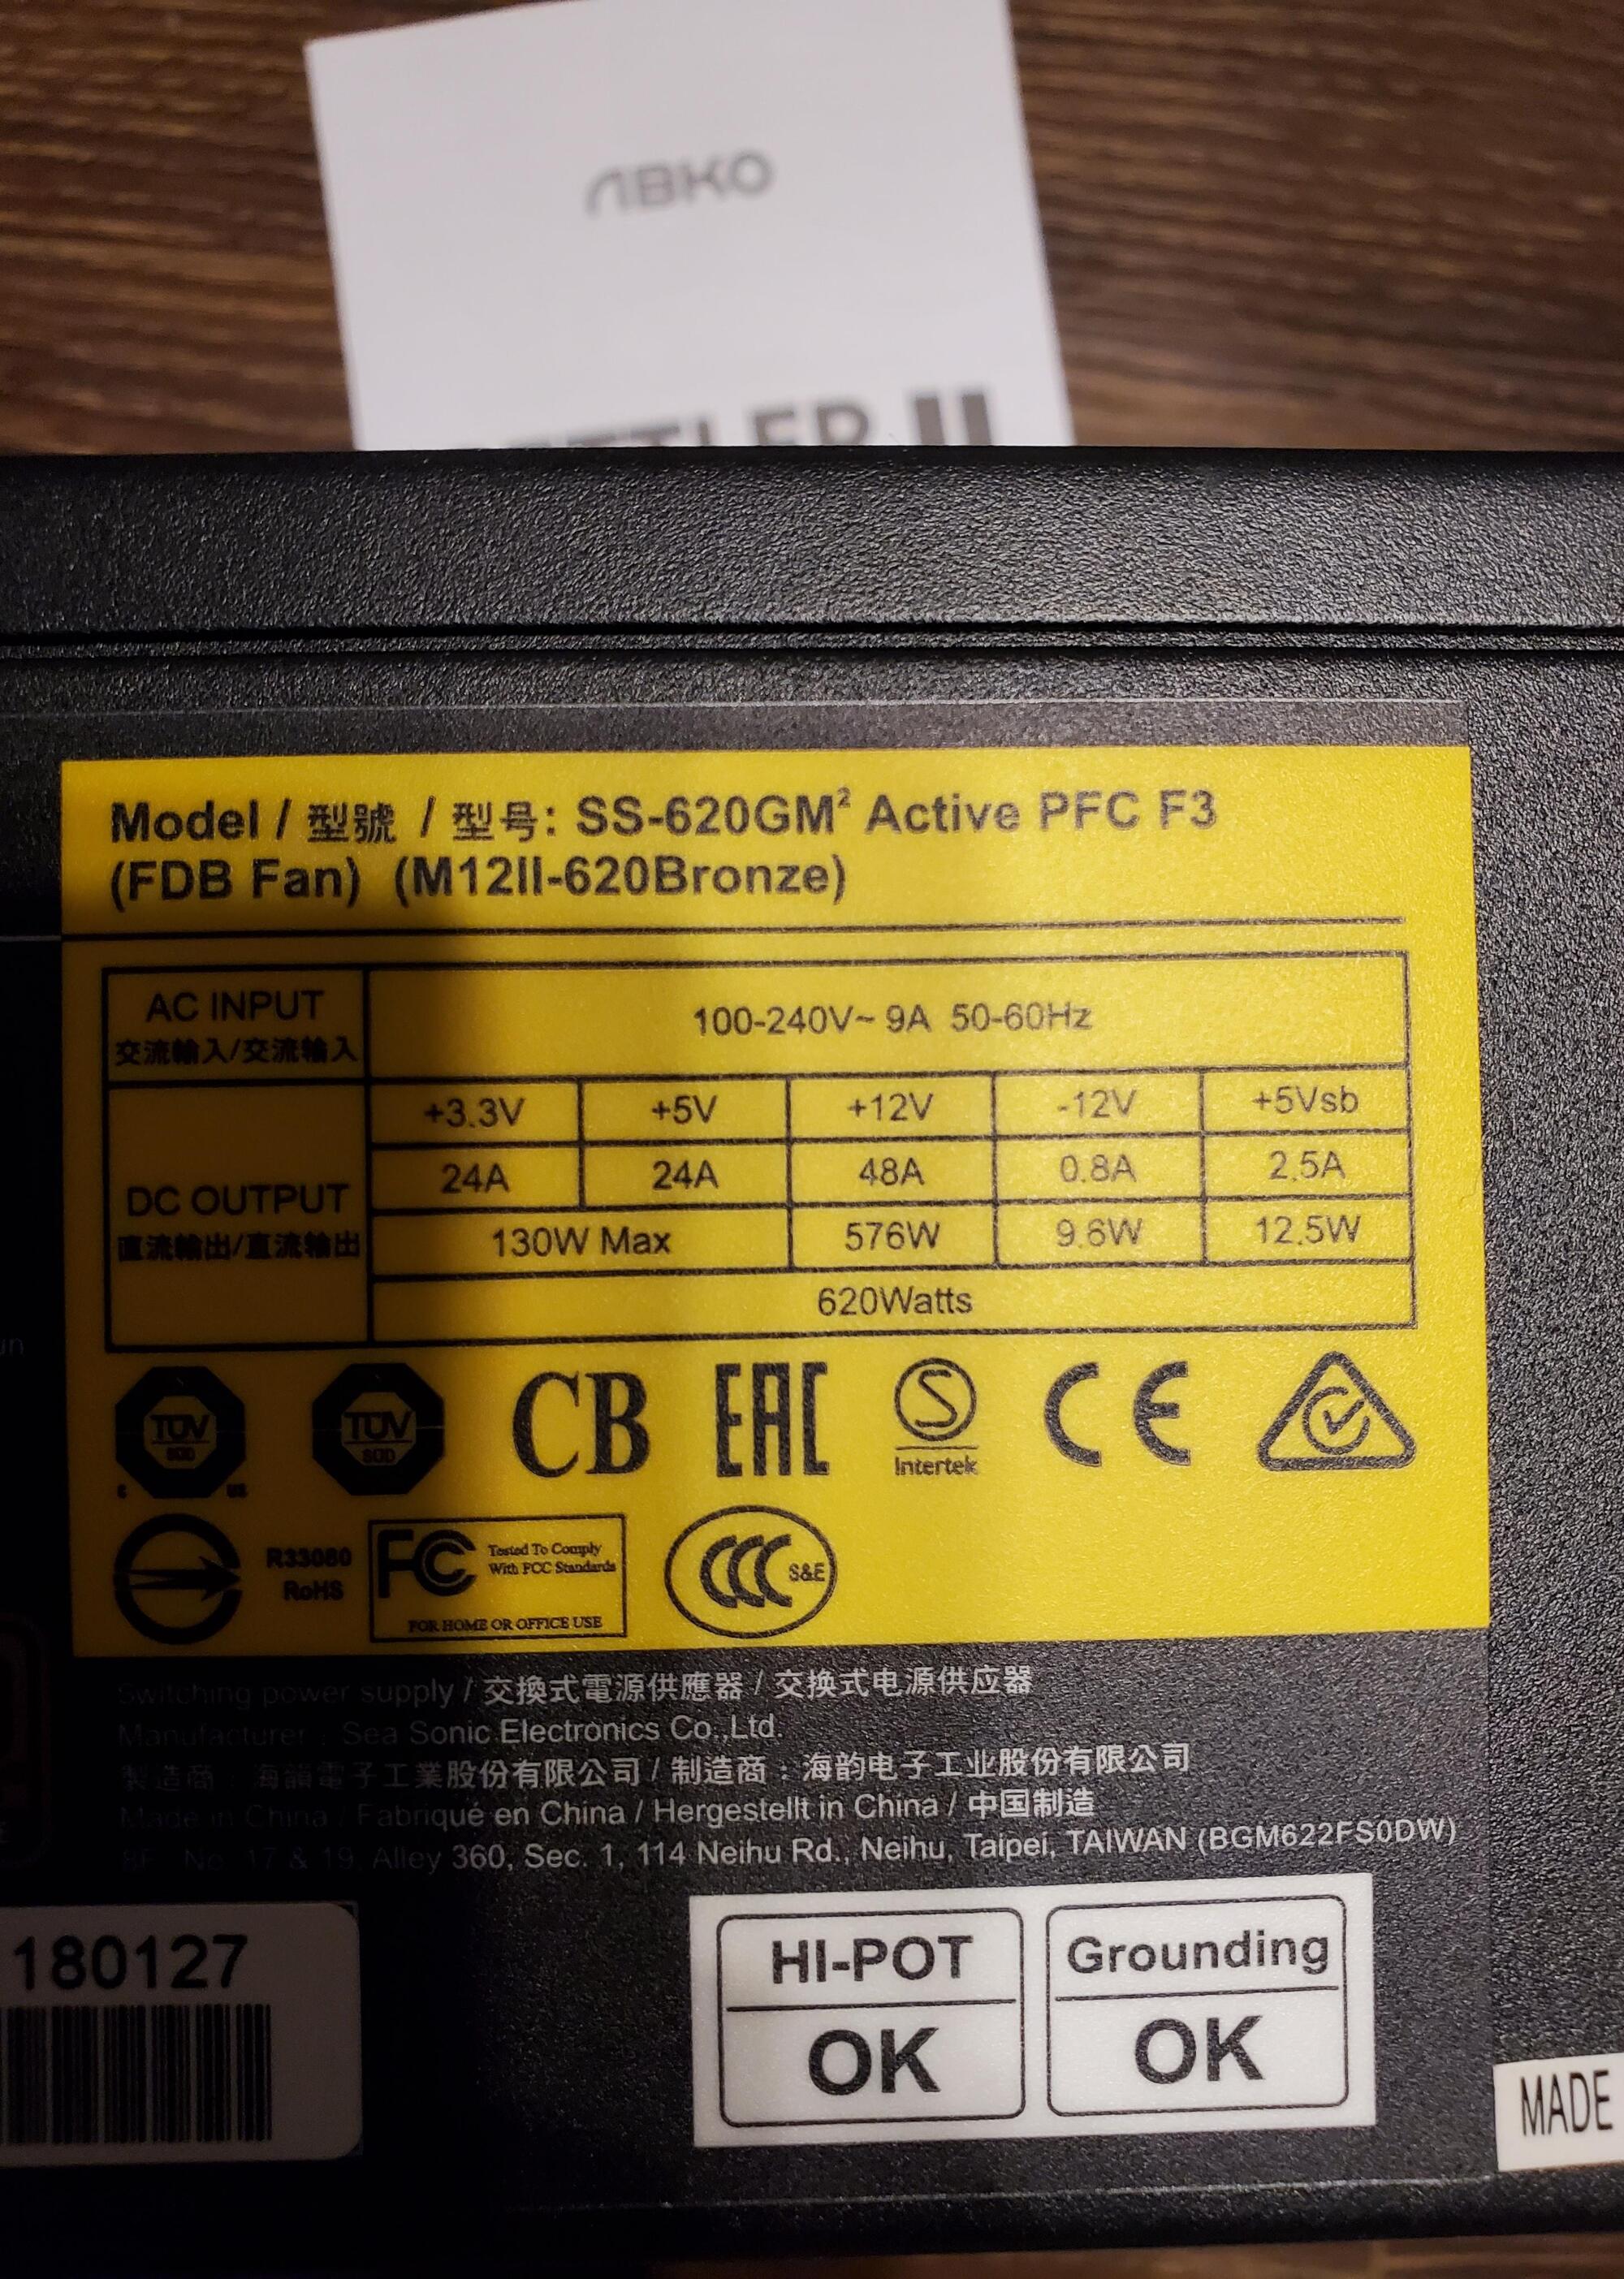 ABKO
II
Model / 型號 / 型号: SS-620GM² Active PFC F3
(FDB Fan) (M12II-620Bronze)
AC INPUT
交流輸入/交流输入
100-240V~ 9A 50-60Hz
+3.3V +5V +12V -12V +5Vsb
DC OUTPUT
直流輸出/直流输出
24A 24A 48A 0.8A 2.5A
130W Max 576W 9.6W 12.5W
620Watts
TÜV
SÜD
C US
TÜV
SÜD
CB
EAC
S
Intertek
CE
R33080
RoHS
FC
Tested To Comply
With FCC Standards
FOR HOME OR OFFICE USE
CCC
S&E
Switching power supply / 交換式電源供應器 / 交换式电源供应器
Manufacturer : Sea Sonic Electronics Co.,Ltd.
製造商 : 海韻電子工業股份有限公司 / 制造商 : 海韵电子工业股份有限公司
Made in China / Fabriqué en China / Hergestellt in China / 中国制造
8F., No. 17 & 19, Alley 360, Sec. 1, 114 Neihu Rd., Neihu, Taipei, TAIWAN (BGM622FS0DW)
180127
HI-POT
OK
Grounding
OK
MADE